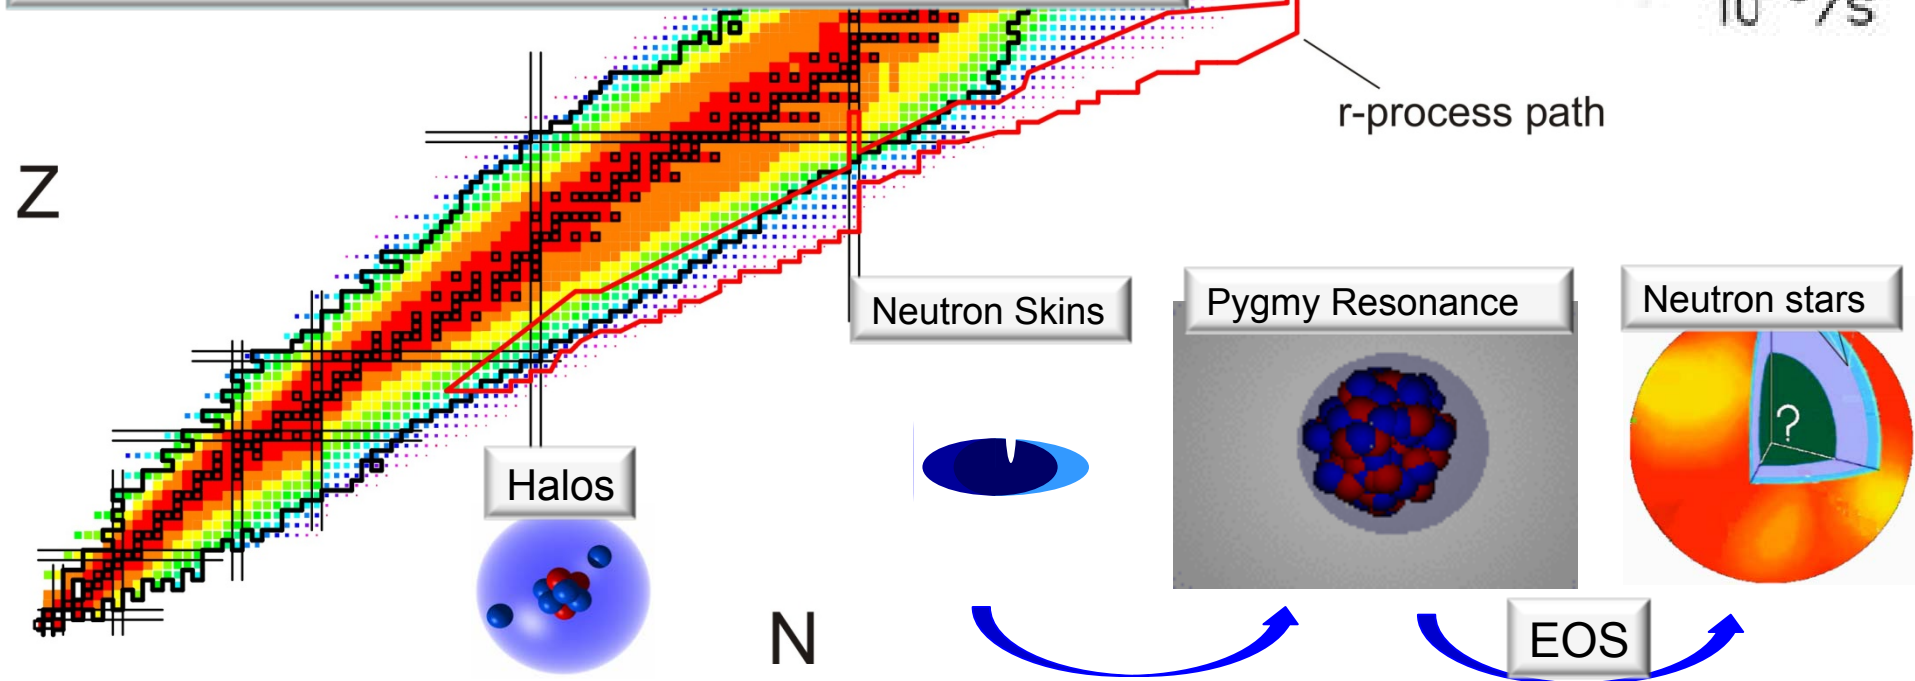 r-process path
Z
Neutron Skins
Pygmy Resonance
Neutron stars
?
Halos
N
EOS